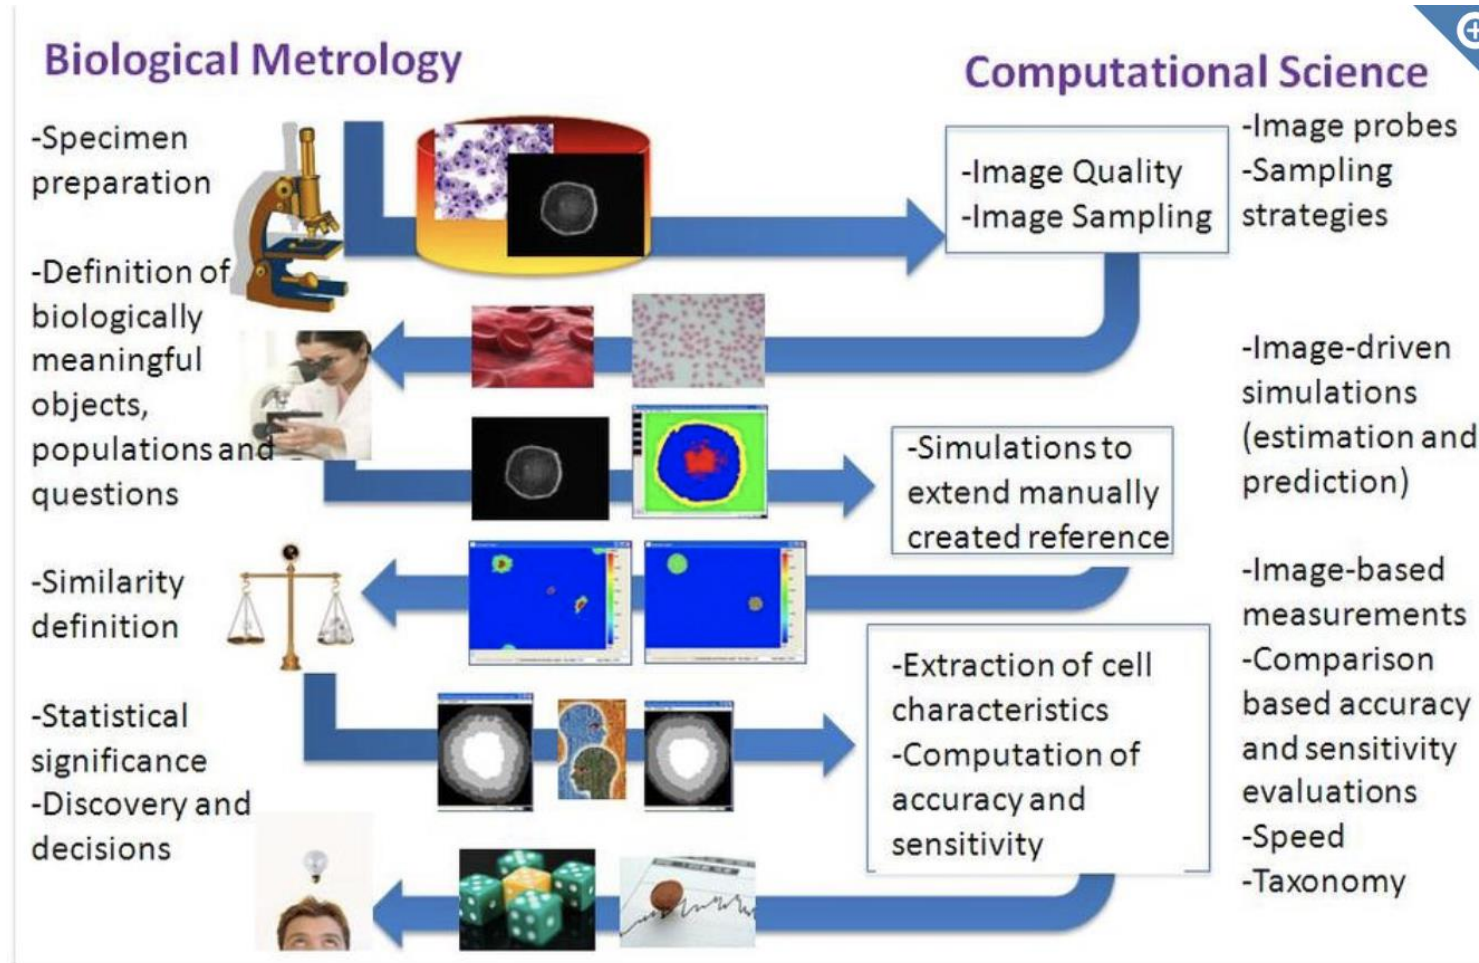 Biological Metrology
Computational Science
-Specimen
preparation
-Definition of
biologically
meaningful
objects,
populations and
questions
-Similarity
definition
-Statistical
significance
-Discovery and
decisions
-Image Quality
-Image Sampling
-Simulations to
extend manually
created reference
-Extraction of cell
characteristics
-Computation of
accuracy and
sensitivity
-Image probes
-Sampling
strategies
-Image-driven
simulations
(estimation and
prediction)
-Image-based
measurements
-Comparison
based accuracy
and sensitivity
evaluations
-Speed
-Taxonomy